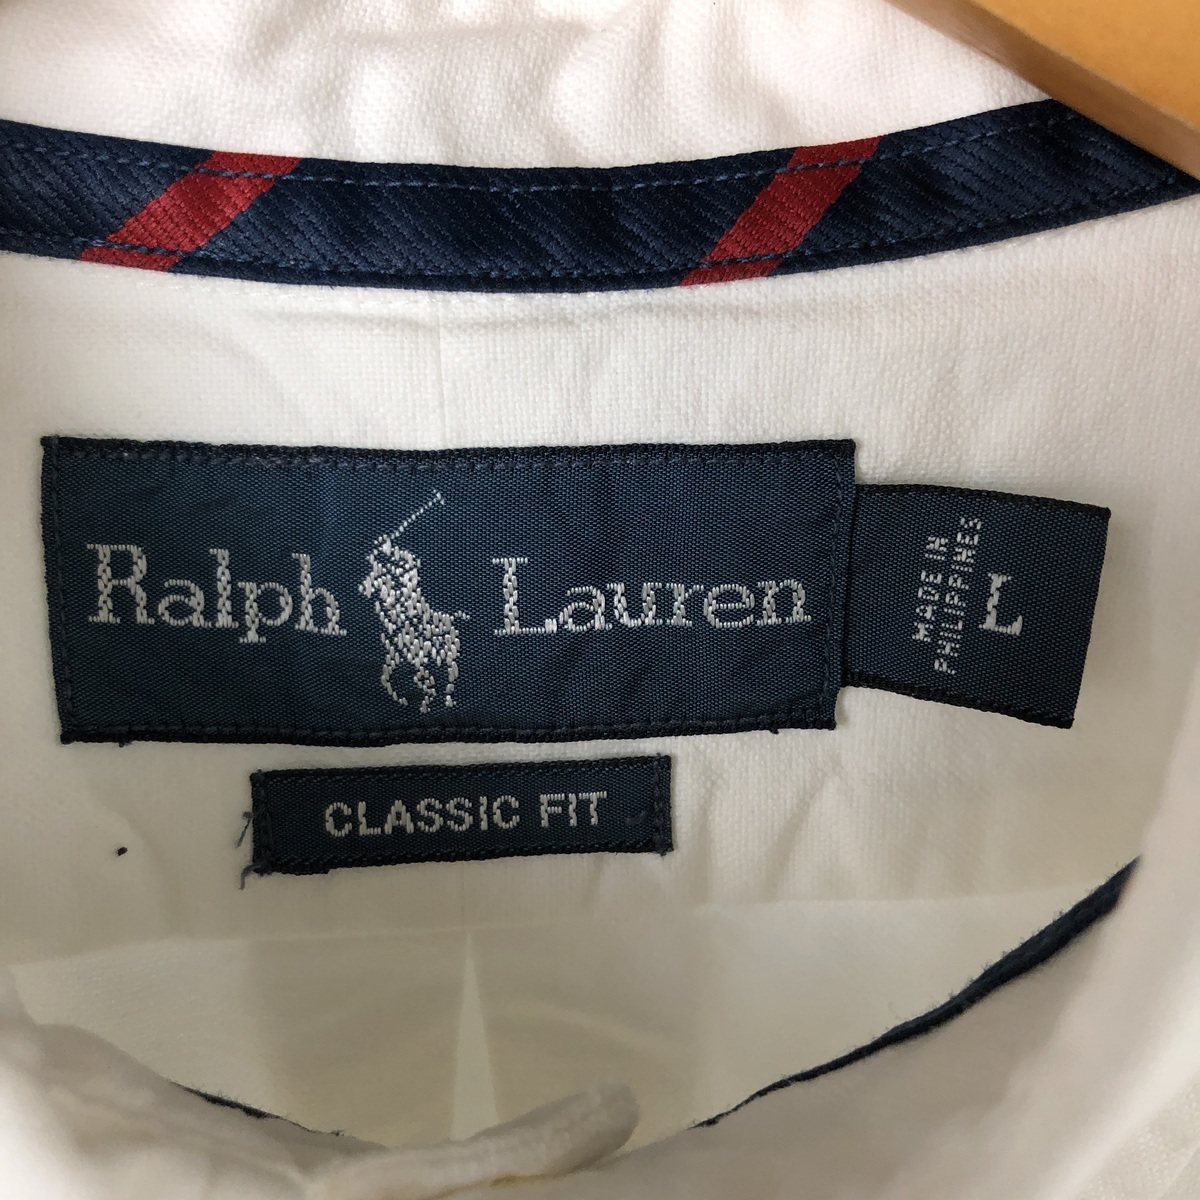 Ralph Lauren
MADE IN
PHILIPPINES
L
CLASSIC FIT